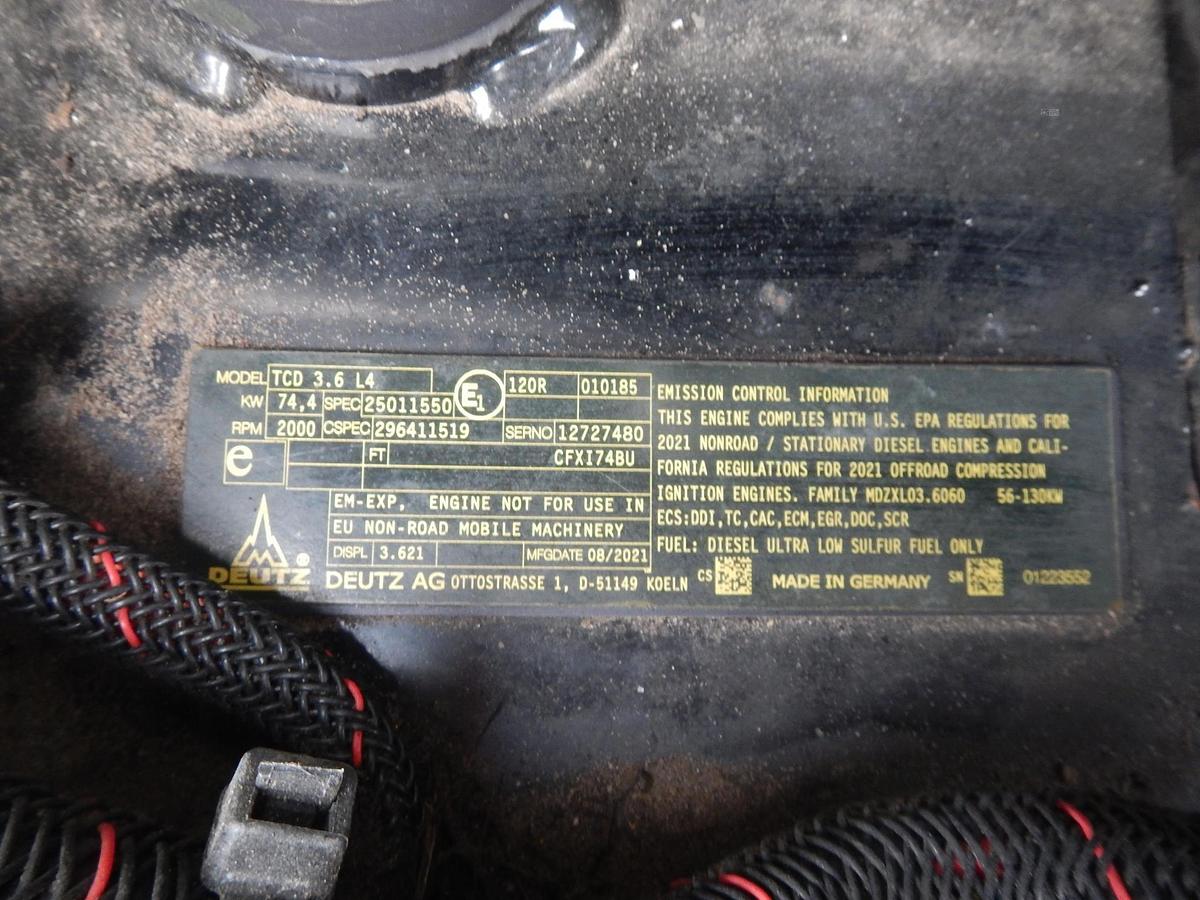 MODEL TCD 3.6 L4
KW 74,4 SPEC 25011550 E1 120R 010185
RPM 2000 CSPEC 296411519 SERNO 12727480
e FT CFXI74BU
EM-EXP, ENGINE NOT FOR USE IN
EU NON-ROAD MOBILE MACHINERY
DISPL 3.621 MFGDATE 08/2021
DEUTZ ®
DEUTZ AG OTTOSTRASSE 1, D-51149 KOELN
EMISSION CONTROL INFORMATION
THIS ENGINE COMPLIES WITH U.S. EPA REGULATIONS FOR
2021 NONROAD / STATIONARY DIESEL ENGINES AND CALI-
FORNIA REGULATIONS FOR 2021 OFFROAD COMPRESSION
IGNITION ENGINES. FAMILY MDZXL03.6060 56-130KW
ECS:DDI,TC,CAC,ECM,EGR,DOC,SCR
FUEL: DIESEL ULTRA LOW SULFUR FUEL ONLY
CS MADE IN GERMANY SN 01223552